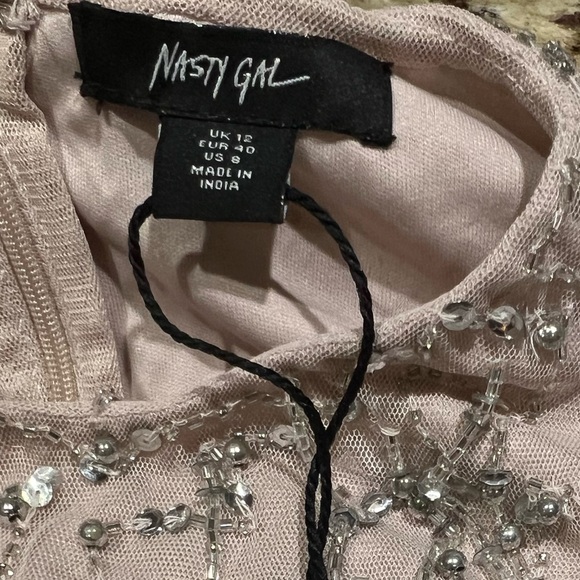 NASTY GAL
UK 12
EUR 40
US 8
MADE IN
INDIA